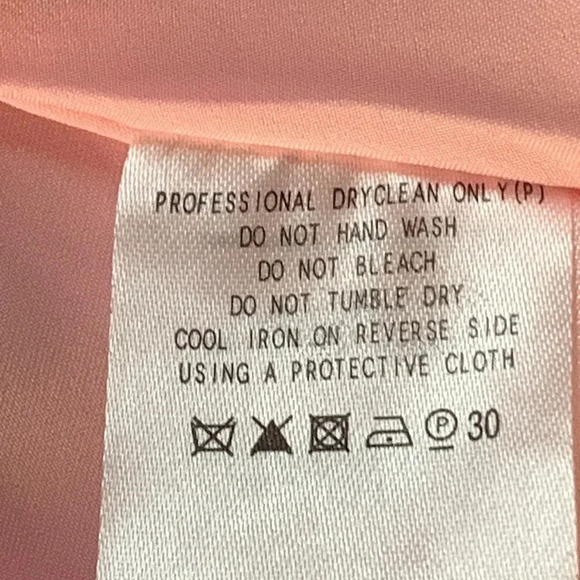 PROFESSIONAL DRYCLEAN ONLY(P)
DO NOT HAND WASH
DO NOT BLEACH
DO NOT TUMBLE DRY
COOL IRON ON REVERSE SIDE
USING A PROTECTIVE CLOTH
P 30